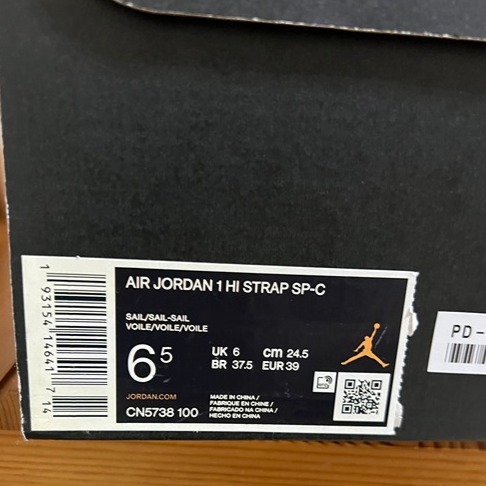 AIR JORDAN 1 HI STRAP SP-C
SAIL/SAIL-SAIL
VOILE/VOILE/VOILE
6 5
UK 6
cm 24.5
BR 37.5
EUR 39
JORDAN.COM
CN5738 100
MADE IN CHINA /
FABRIQUE EN CHINE /
FABRICADO NA CHINA /
HECHO EN CHINA
1 93154 14641 7 14
PD-